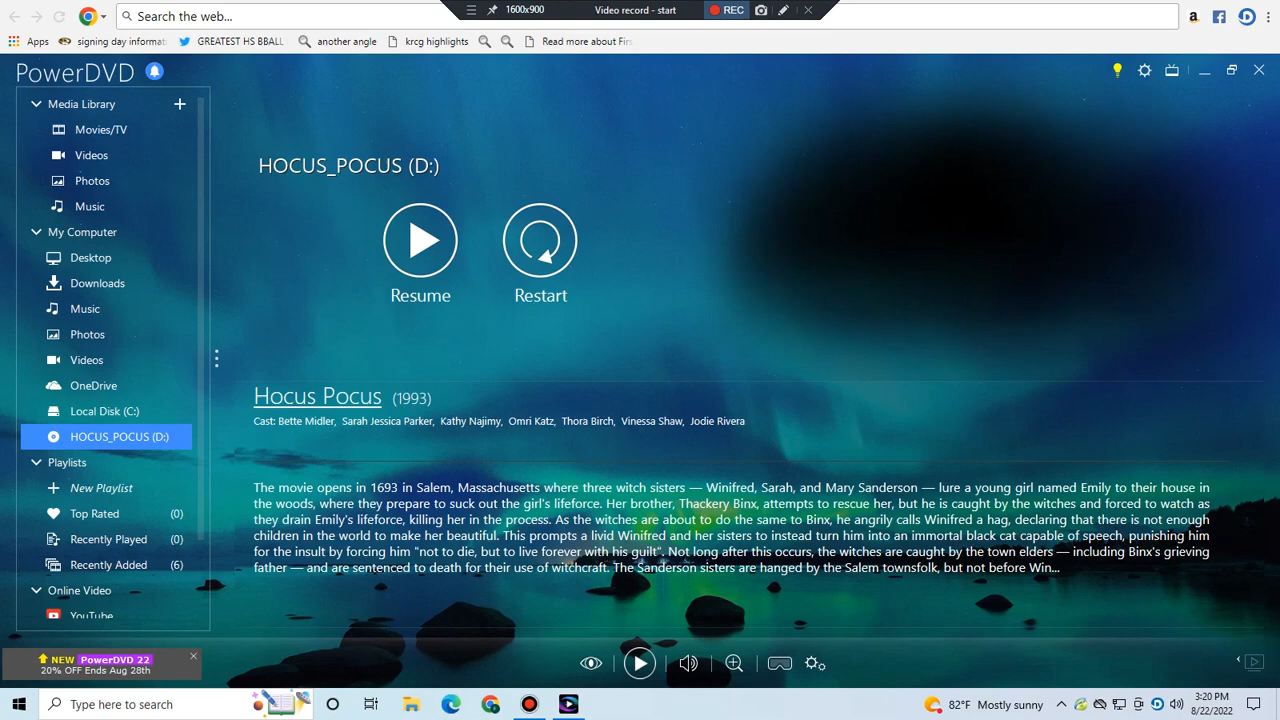 1600x900
Video record - start
REC
Search the web...
Apps
signing day informat
GREATEST HS BBALL
another angle
krcg highlights
Read more about Firs
PowerDVD
Media Library
Movies/TV
Videos
Photos
Music
My Computer
Desktop
Downloads
Music
Photos
Videos
OneDrive
Local Disk (C:)
HOCUS_POCUS (D:)
Playlists
New Playlist
Top Rated (0)
Recently Played (0)
Recently Added (6)
Online Video
YouTube
NEW PowerDVD 22
20% OFF Ends Aug 28th
HOCUS_POCUS (D:)
Resume
Restart
Hocus Pocus (1993)
Cast: Bette Midler, Sarah Jessica Parker, Kathy Najimy, Omri Katz, Thora Birch, Vinessa Shaw, Jodie Rivera
The movie opens in 1693 in Salem, Massachusetts where three witch sisters — Winifred, Sarah, and Mary Sanderson — lure a young girl named Emily to their house in
the woods, where they prepare to suck out the girl's lifeforce. Her brother, Thackery Binx, attempts to rescue her, but he is caught by the witches and forced to watch as
they drain Emily's lifeforce, killing her in the process. As the witches are about to do the same to Binx, he angrily calls Winifred a hag, declaring that there is not enough
children in the world to make her beautiful. This prompts a livid Winifred and her sisters to instead turn him into an immortal black cat capable of speech, punishing him
for the insult by forcing him "not to die, but to live forever with his guilt". Not long after this occurs, the witches are caught by the town elders — including Binx's grieving
father — and are sentenced to death for their use of witchcraft. The Sanderson sisters are hanged by the Salem townsfolk, but not before Win...
Type here to search
82°F Mostly sunny
3:20 PM
8/22/2022